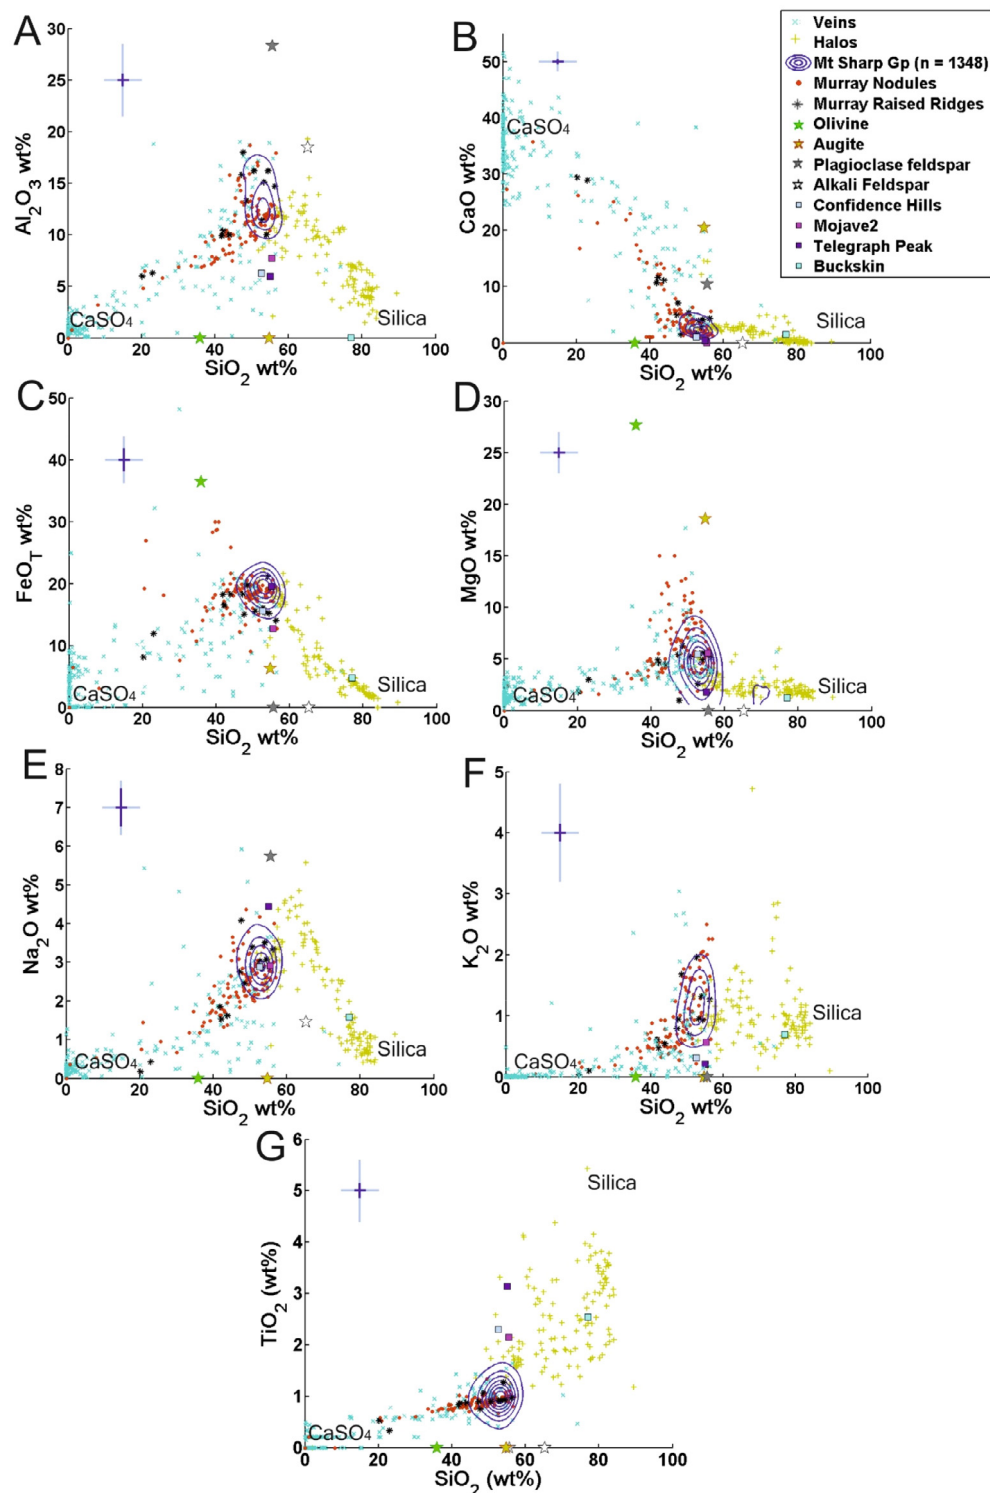 A
Al2O3 wt%
35
30
25
20
15
10
5
0
0 20 40 60 80 100
SiO2 wt%
CaSO4
Silica
B
CaO wt%
50
40
30
20
10
0
0 20 40 60 80 100
SiO2 wt%
CaSO4
Silica
Veins
Halos
Mt Sharp Gp (n = 1348)
Murray Nodules
Murray Raised Ridges
Olivine
Augite
Plagioclase feldspar
Alkali Feldspar
Confidence Hills
Mojave2
Telegraph Peak
Buckskin
C
FeOT wt%
50
40
30
20
10
0
0 20 40 60 80 100
SiO2 wt%
CaSO4
Silica
D
MgO wt%
30
25
20
15
10
5
0
0 20 40 60 80 100
SiO2 wt%
CaSO4
Silica
E
Na2O wt%
8
7
6
5
4
3
2
1
0
0 20 40 60 80 100
SiO2 wt%
CaSO4
Silica
F
K2O wt%
5
4
3
2
1
0
0 20 40 60 80 100
SiO2 wt%
CaSO4
Silica
G
TiO2 (wt%)
6
5
4
3
2
1
0
0 20 40 60 80 100
SiO2 (wt%)
CaSO4
Silica